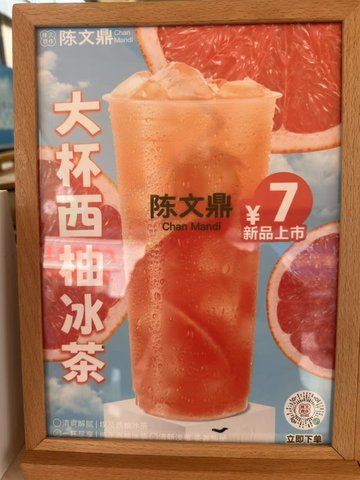 陈文鼎 Chan Mandi
大杯西柚冰茶
陈文鼎
Chan Mandi
¥7
新品上市
清爽解腻
立即下单